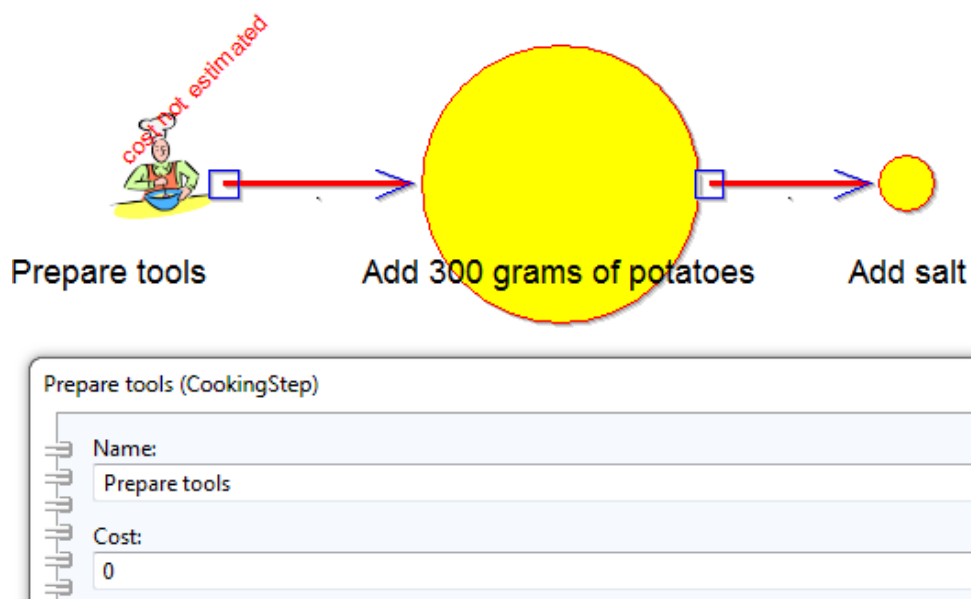 cost not estimated
Prepare tools
Add 300 grams of potatoes
Add salt
Prepare tools (CookingStep)
Name:
Prepare tools
Cost:
0